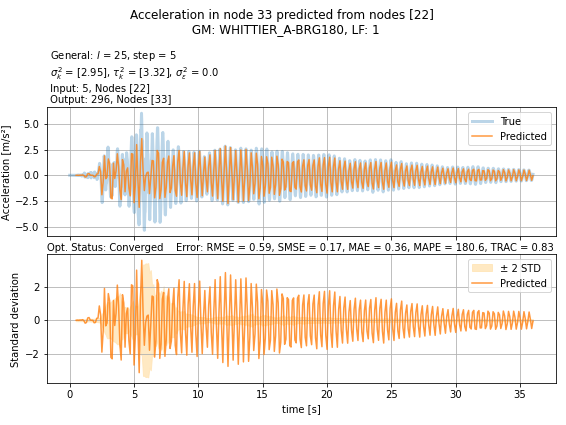 Acceleration in node 33 predicted from nodes [22]
GM: WHITTIER_A-BRG180, LF: 1
General: l = 25, step = 5
σ²ₖ = [2.95], τ²ₖ = [3.32], σ²ε = 0.0
Input: 5, Nodes [22]
Output: 296, Nodes [33]
Acceleration [m/s²]
5.0
2.5
0.0
−2.5
−5.0
True
Predicted
Opt. Status: Converged Error: RMSE = 0.59, SMSE = 0.17, MAE = 0.36, MAPE = 180.6, TRAC = 0.83
Standard deviation
2
0
−2
± 2 STD
Predicted
0 5 10 15 20 25 30 35
time [s]